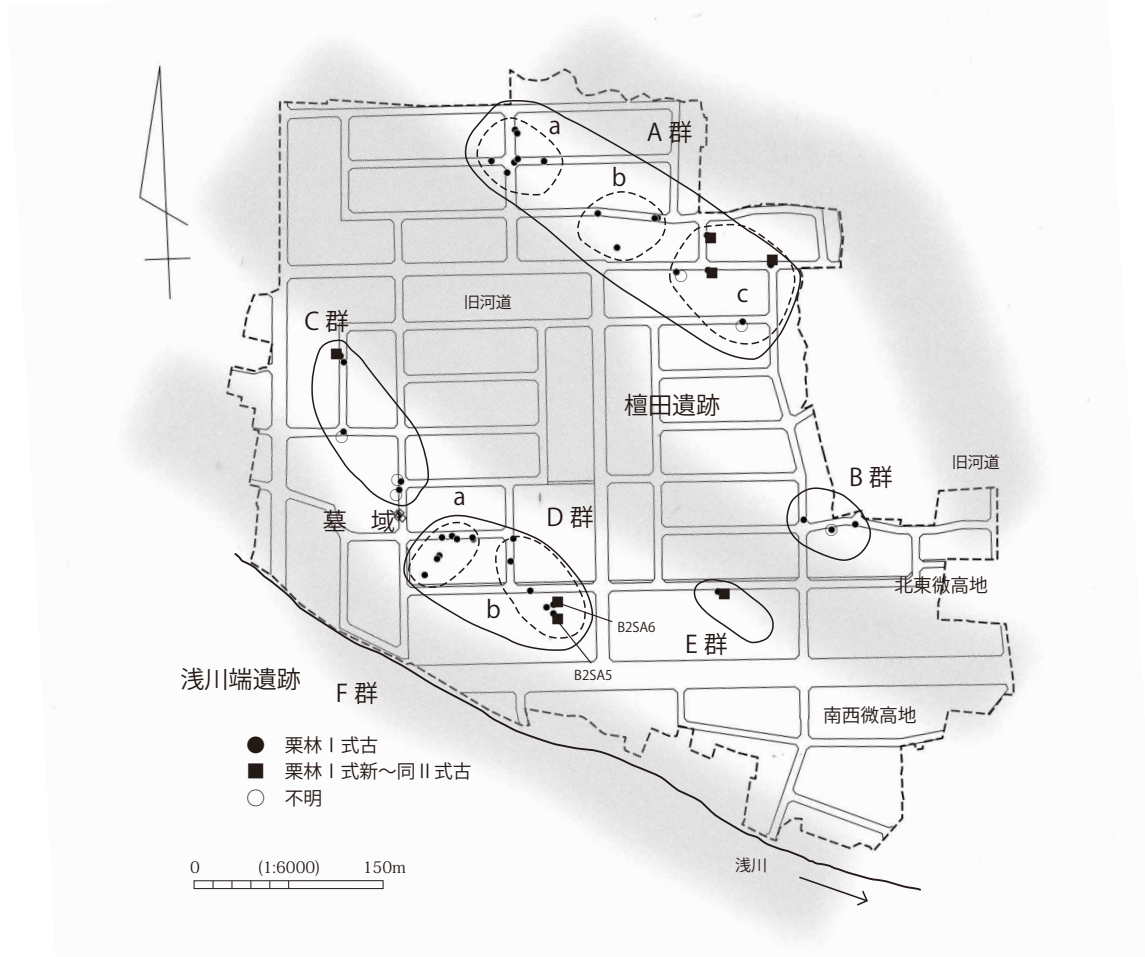 a
A 群
b
c
旧河道
C 群
檀田遺跡
旧河道
B 群
a
D 群
墓 域
北東微高地
b
B2SA6
E 群
B2SA5
浅川端遺跡
F 群
南西微高地
栗林Ⅰ式古
栗林Ⅰ式新～同Ⅱ式古
不明
浅川
0 (1:6000) 150m